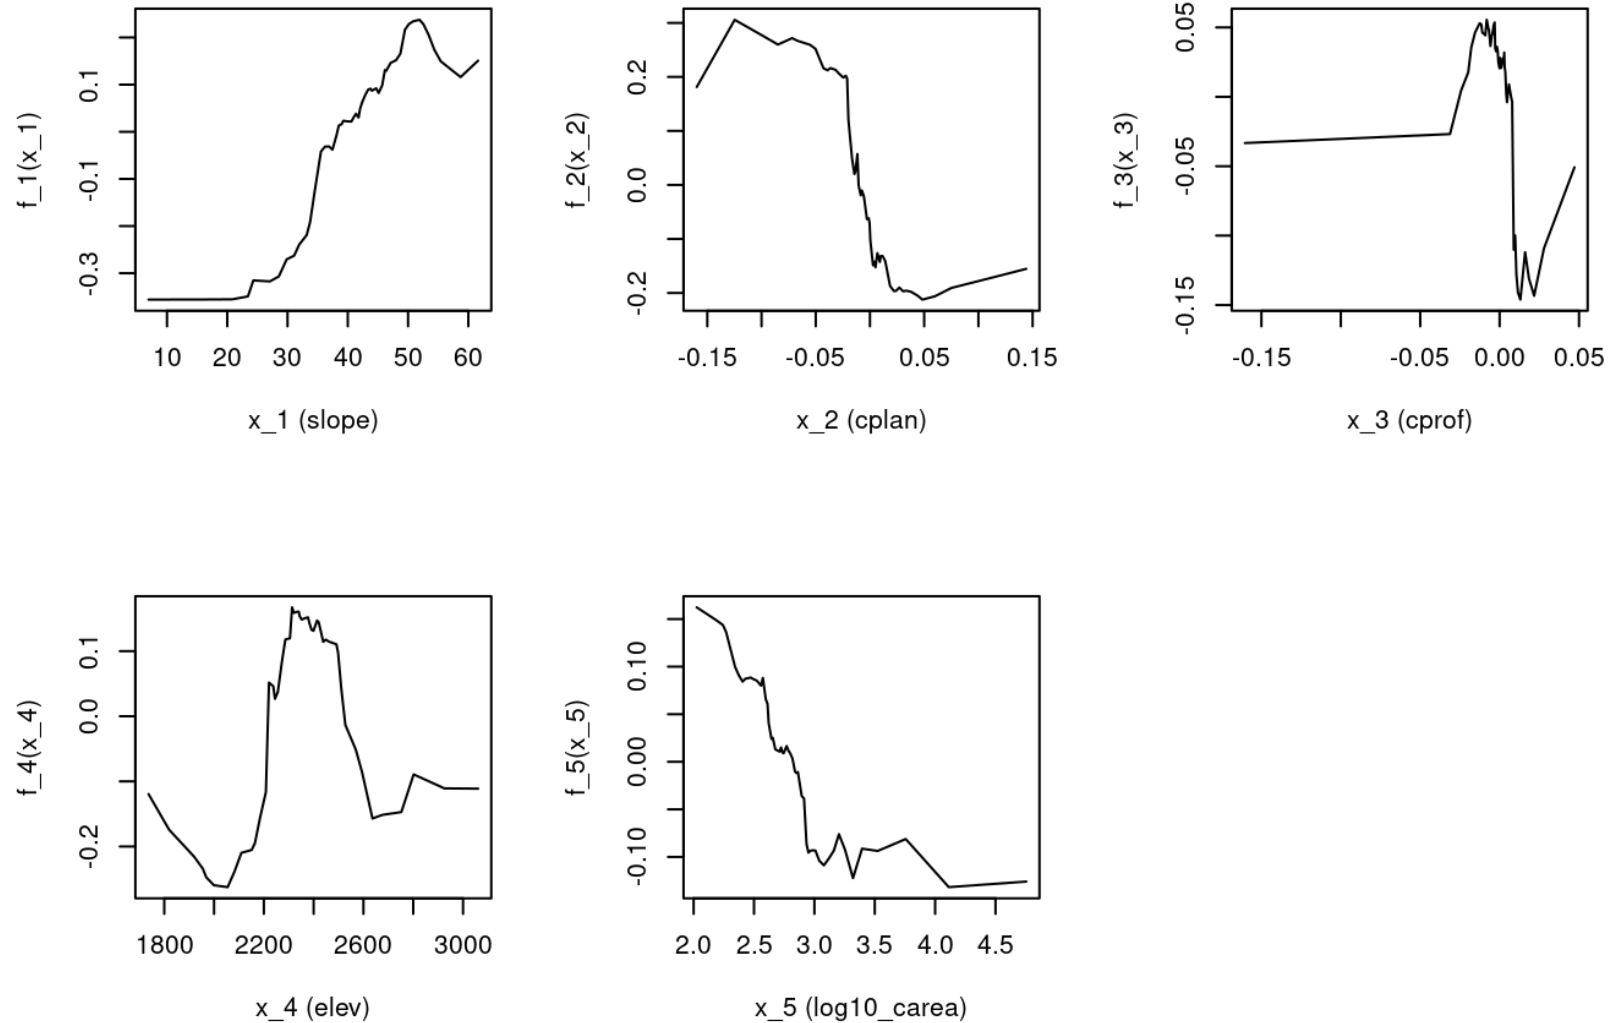 f_1(x_1)
0.1
-0.1
-0.3
10 20 30 40 50 60
x_1 (slope)
f_2(x_2)
0.2
0.0
-0.2
-0.15 -0.05 0.05 0.15
x_2 (cplan)
f_3(x_3)
0.05
-0.05
-0.15
-0.15 -0.05 0.00 0.05
x_3 (cprof)
f_4(x_4)
0.1
0.0
-0.2
1800 2200 2600 3000
x_4 (elev)
f_5(x_5)
0.10
0.00
-0.10
2.0 2.5 3.0 3.5 4.0 4.5
x_5 (log10_carea)